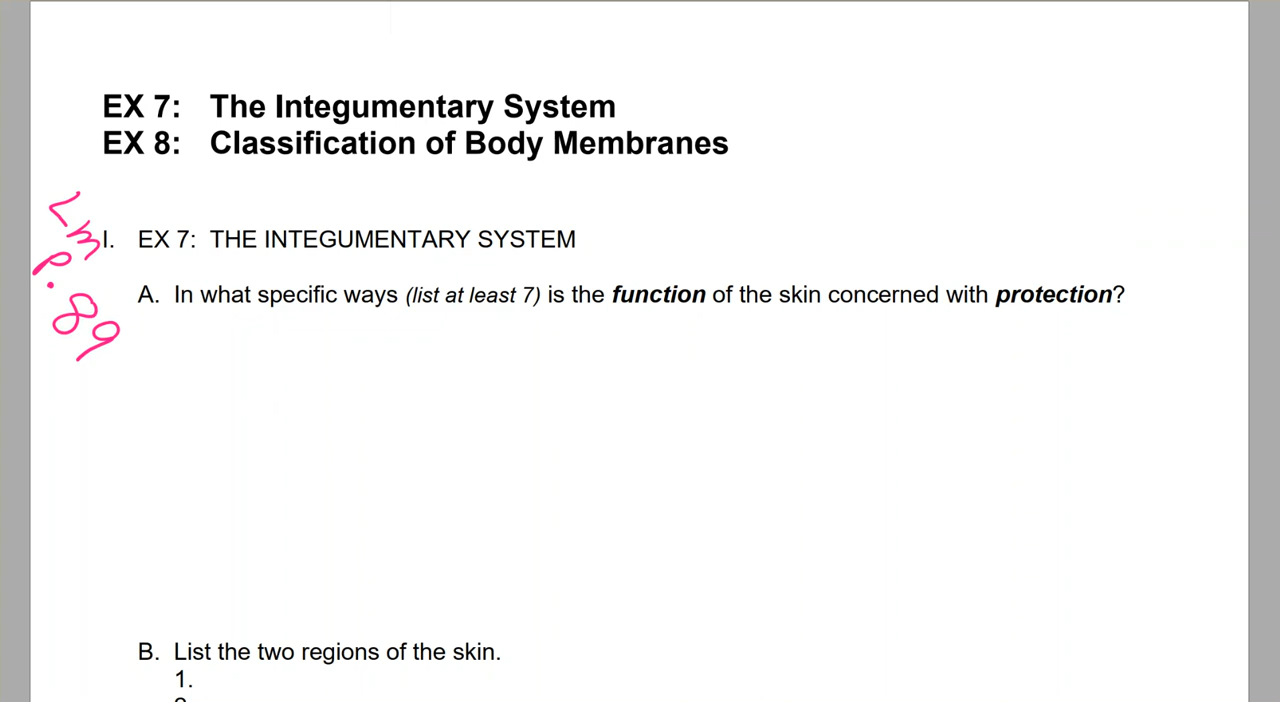 EX 7: The Integumentary System
EX 8: Classification of Body Membranes
Lm
p. 89
I. EX 7: THE INTEGUMENTARY SYSTEM
A. In what specific ways (list at least 7) is the function of the skin concerned with protection?
B. List the two regions of the skin.
1.